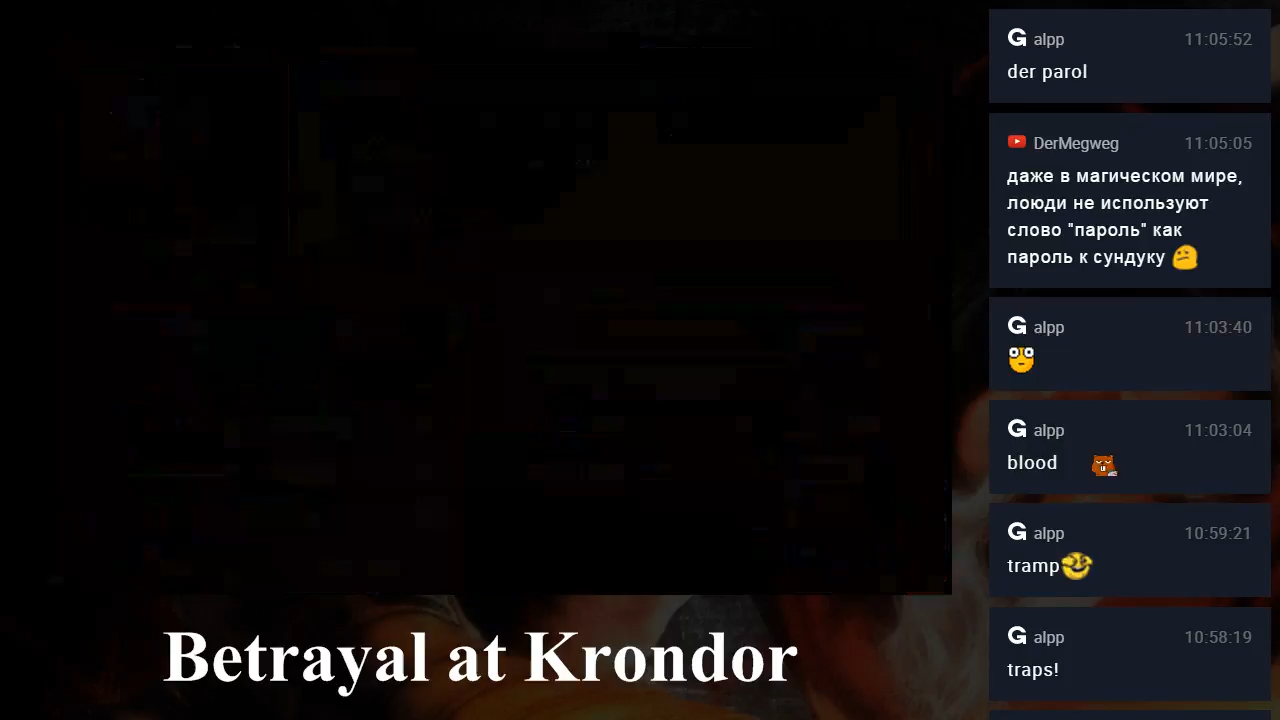 G alpp 11:05:52
der parol
DerMegweg 11:05:05
даже в магическом мире,
лоюди не используют
слово "пароль" как
пароль к сундуку
G alpp 11:03:40
G alpp 11:03:04
blood
G alpp 10:59:21
tramp
G alpp 10:58:19
traps!
Betrayal at Krondor